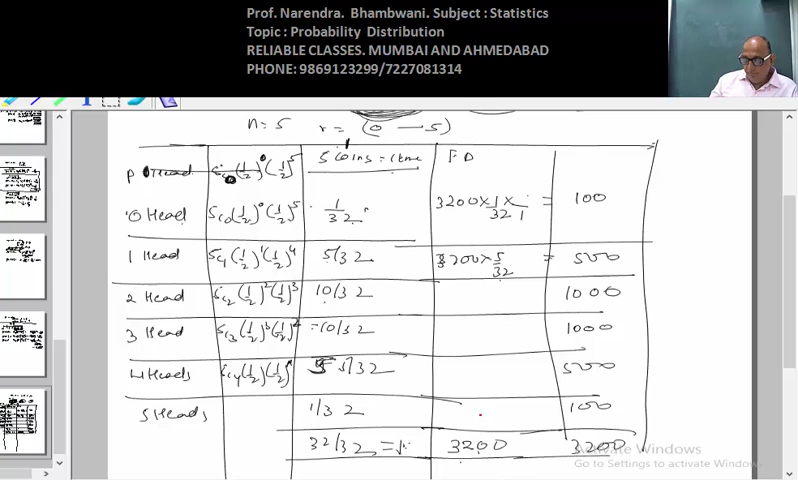 Prof. Narendra. Bhambwani. Subject : Statistics
Topic : Probability Distribution
RELIABLE CLASSES. MUMBAI AND AHMEDABAD
PHONE: 9869123299/7227081314
n=5 r= (0 — 5)
5 coins = 1 time F D
0 Head 5C0 (1/2)^0 (1/2)^5 1/32 3200 × 1/32 × 1/1 = 100
1 Head 5C1 (1/2)^1 (1/2)^4 5/32 3200 × 5/32 = 500
2 Head 5C2 (1/2)^2 (1/2)^3 10/32 1000
3 Head 5C3 (1/2)^3 (1/2)^2 =10/32 1000
4 Heads 5C4 (1/2) (1/2) 5/32 500
5 Heads 1/32 100
32/32 = 1 3200 3200
Activate Windows
Go to Settings to activate Windows